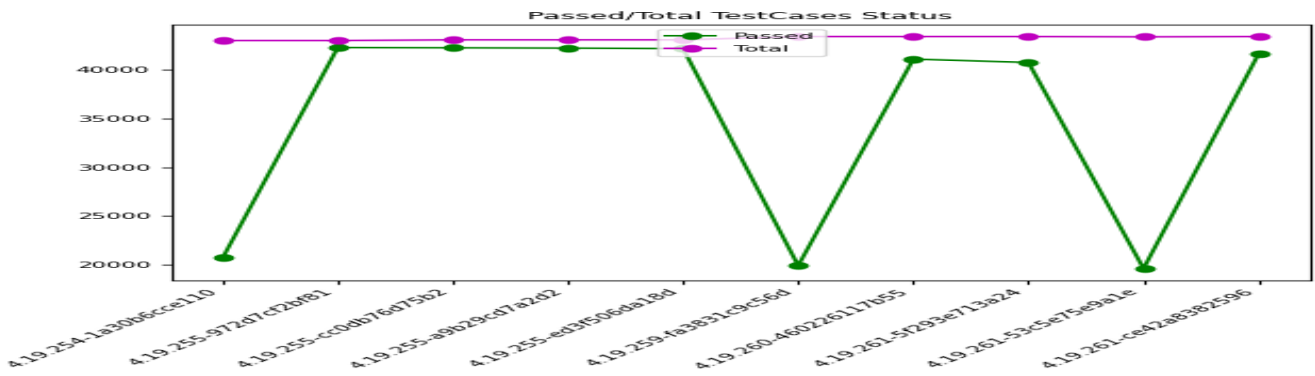 Passed/Total TestCases Status
Passed
Total
40000
35000
30000
25000
20000
4.19.254-1a30b6cce110
4.19.255-972d7cf2bf81
4.19.255-cc0db76d75b2
4.19.255-a9b29cd7a2d2
4.19.255-ed3f506da18d
4.19.259-fa3831c9c56d
4.19.260-460226117b55
4.19.261-5f293e713a24
4.19.261-53c5e75e9a1e
4.19.261-ce42a8382596